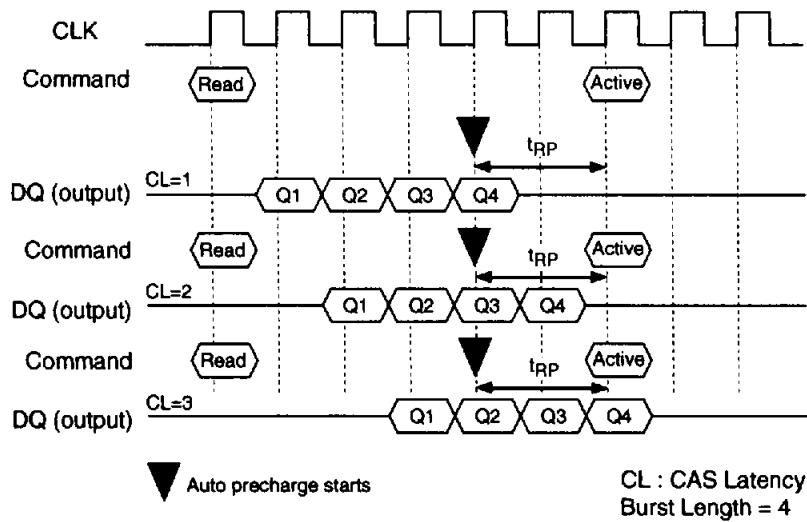 CLK
Command Read Active
tRP
DQ (output) CL=1 Q1 Q2 Q3 Q4
Command Read Active
tRP
DQ (output) CL=2 Q1 Q2 Q3 Q4
Command Read Active
tRP
DQ (output) CL=3 Q1 Q2 Q3 Q4
Auto precharge starts
CL : CAS Latency
Burst Length = 4